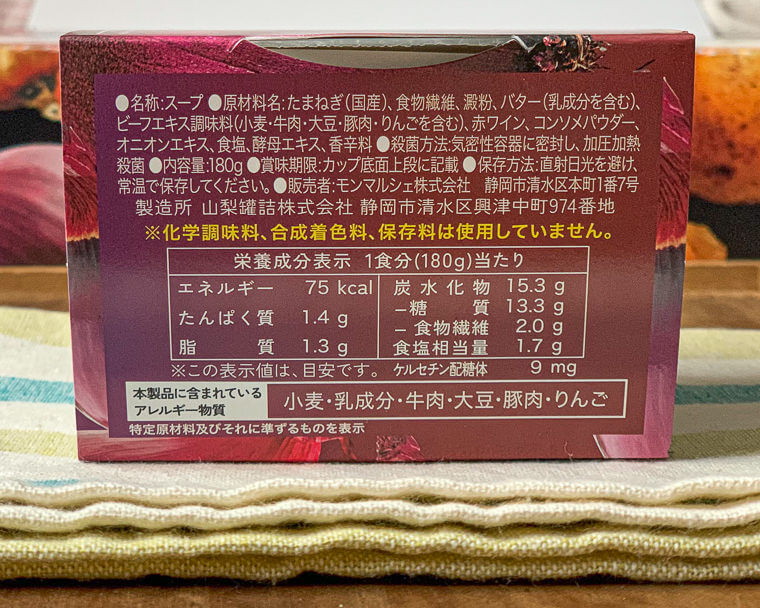 ●名称:スープ ●原材料名:たまねぎ(国産)、食物繊維、澱粉、バター(乳成分を含む)、
ビーフエキス調味料(小麦・牛肉・大豆・豚肉・りんごを含む)、赤ワイン、コンソメパウダー、
オニオンエキス、食塩、酵母エキス、香辛料 ●殺菌方法:気密性容器に密封し、加圧加熱
殺菌 ●内容量:180g ●賞味期限:カップ底面上段に記載 ●保存方法:直射日光を避け、
常温で保存してください。●販売者:モンマルシェ株式会社 静岡市清水区本町1番7号
製造所 山梨罐詰株式会社 静岡市清水区興津中町974番地
※化学調味料、合成着色料、保存料は使用していません。
栄養成分表示 1食分(180g)当たり
エネルギー 75 kcal
たんぱく質 1.4 g
脂質 1.3 g
炭水化物 15.3 g
−糖質 13.3 g
−食物繊維 2.0 g
食塩相当量 1.7 g
※この表示値は、目安です。 ケルセチン配糖体 9 mg
本製品に含まれている
アレルギー物質
小麦・乳成分・牛肉・大豆・豚肉・りんご
特定原材料及びそれに準ずるものを表示